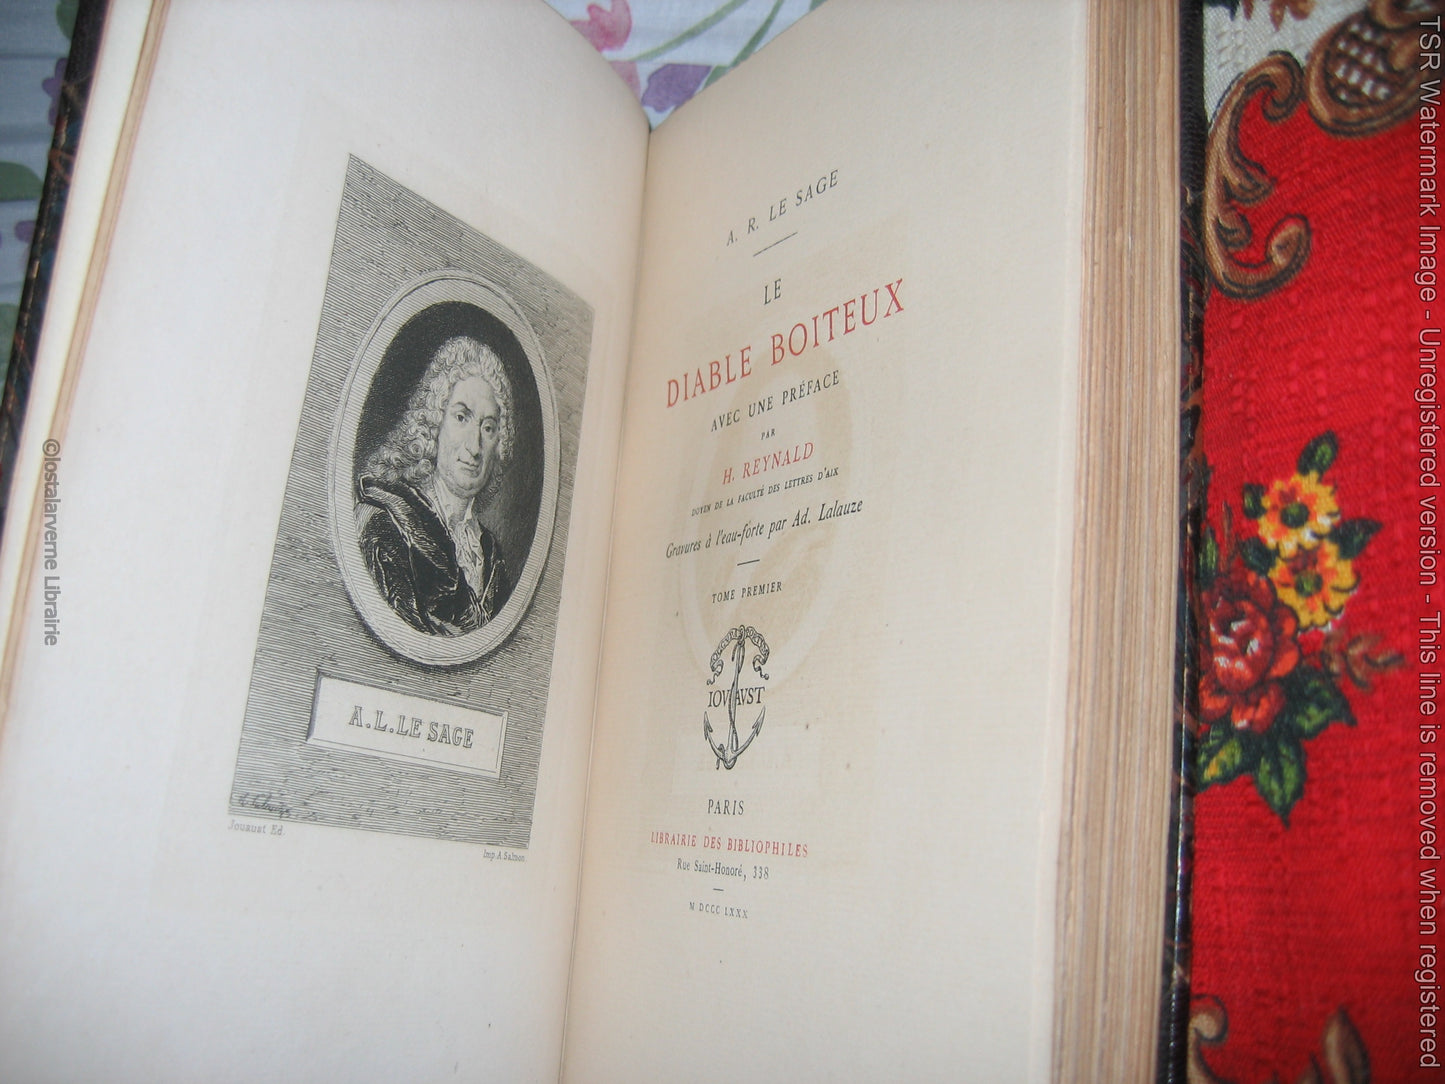 A.L.LE SAGE
Jouaust Ed.
Imp. A. Salmon
A. R. LE SAGE
LE
DIABLE BOITEUX
AVEC UNE PRÉFACE
PAR
H. REYNALD
DOYEN DE LA FACULTÉ DES LETTRES D'AIX
Gravures à l'eau-forte par Ad. Lalauze
TOME PREMIER
IOVAVST
PARIS
LIBRAIRIE DES BIBLIOPHILES
Rue Saint-Honoré, 338
M DCCC LXXX
©lostalarverne Librairie
TSR Watermark Image - Unregistered version - This line is removed when registered